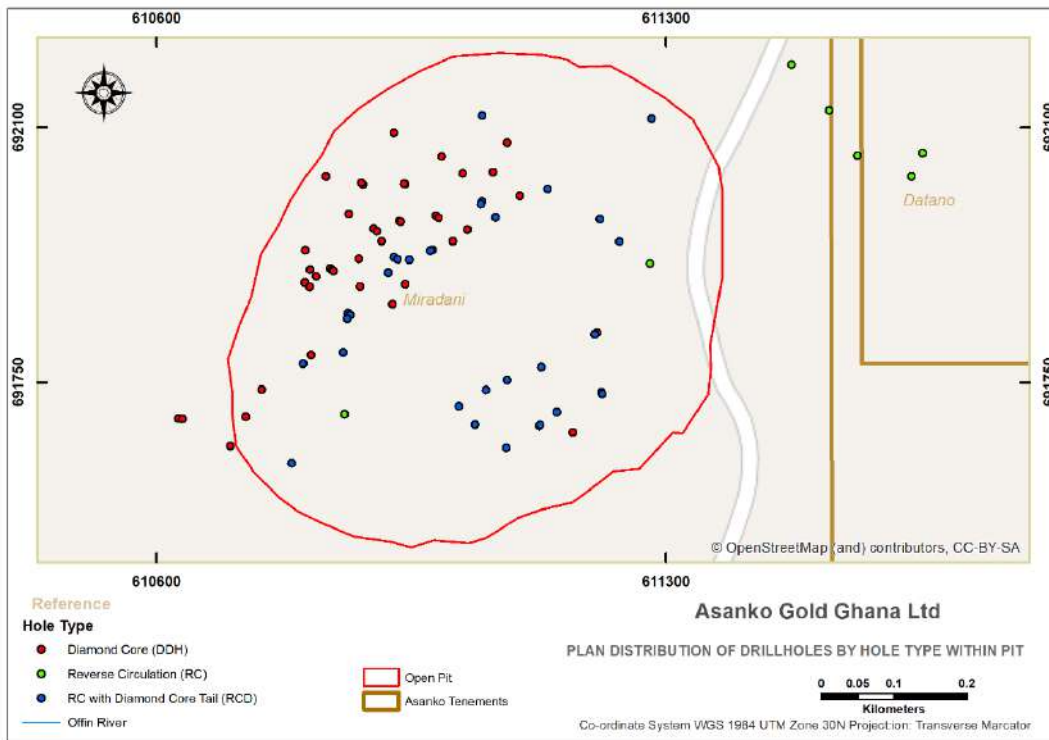 610600 611300
692100 692100
Datano
Miradani
691750 691750
© OpenStreetMap (and) contributors, CC-BY-SA
610600 611300
Reference
Hole Type
Diamond Core (DDH)
Reverse Circulation (RC)
RC with Diamond Core Tail (RCD)
Offin River
Open Pit
Asanko Tenements
Asanko Gold Ghana Ltd
PLAN DISTRIBUTION OF DRILLHOLES BY HOLE TYPE WITHIN PIT
0 0.05 0.1 0.2
Kilometers
Co-ordinate System WGS 1984 UTM Zone 30N Projection: Transverse Marcator